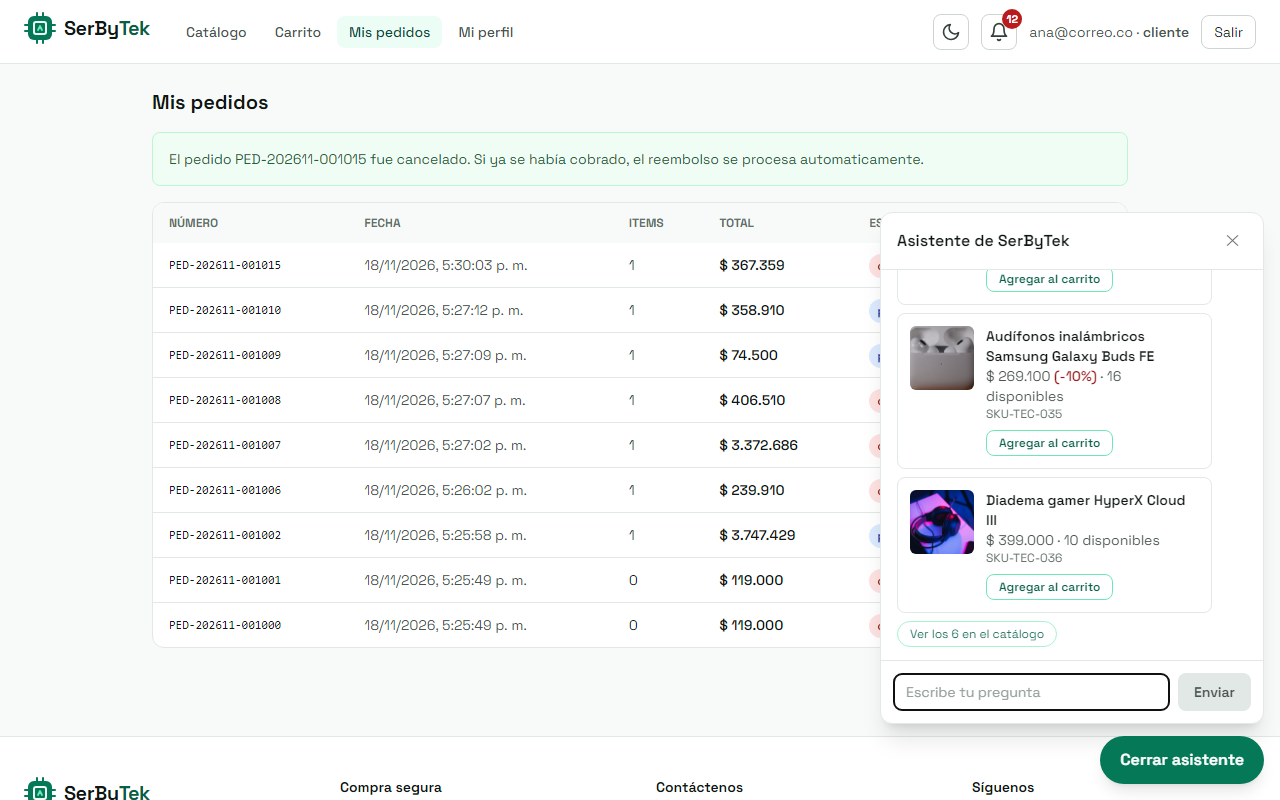 SerByTek
Catálogo
Carrito
Mis pedidos
Mi perfil
12
ana@correo.co · cliente
Salir
Mis pedidos
El pedido PED-202611-001015 fue cancelado. Si ya se había cobrado, el reembolso se procesa automaticamente.
NÚMERO FECHA ITEMS TOTAL
PED-202611-001015 18/11/2026, 5:30:03 p. m. 1 $ 367.359
PED-202611-001010 18/11/2026, 5:27:12 p. m. 1 $ 358.910
PED-202611-001009 18/11/2026, 5:27:09 p. m. 1 $ 74.500
PED-202611-001008 18/11/2026, 5:27:07 p. m. 1 $ 406.510
PED-202611-001007 18/11/2026, 5:27:02 p. m. 1 $ 3.372.686
PED-202611-001006 18/11/2026, 5:26:02 p. m. 1 $ 239.910
PED-202611-001002 18/11/2026, 5:25:58 p. m. 1 $ 3.747.429
PED-202611-001001 18/11/2026, 5:25:49 p. m. 0 $ 119.000
PED-202611-001000 18/11/2026, 5:25:49 p. m. 0 $ 119.000
Asistente de SerByTek
Agregar al carrito
Audífonos inalámbricos
Samsung Galaxy Buds FE
$ 269.100 (-10%) · 16
disponibles
SKU-TEC-035
Agregar al carrito
Diadema gamer HyperX Cloud
III
$ 399.000 · 10 disponibles
SKU-TEC-036
Agregar al carrito
Ver los 6 en el catálogo
Escribe tu pregunta
Enviar
Cerrar asistente
SerByTek
Compra segura
Contáctenos
Síguenos